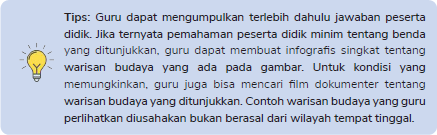 Tips: Guru dapat mengumpulkan terlebih dahulu jawaban peserta
didik. Jika ternyata pemahaman peserta didik minim tentang benda
yang ditunjukkan, guru dapat membuat infografis singkat tentang
warisan budaya yang ada pada gambar. Untuk kondisi yang
memungkinkan, guru juga bisa mencari film dokumenter tentang
warisan budaya yang ditunjukkan. Contoh warisan budaya yang guru
perlihatkan diusahakan bukan berasal dari wilayah tempat tinggal.